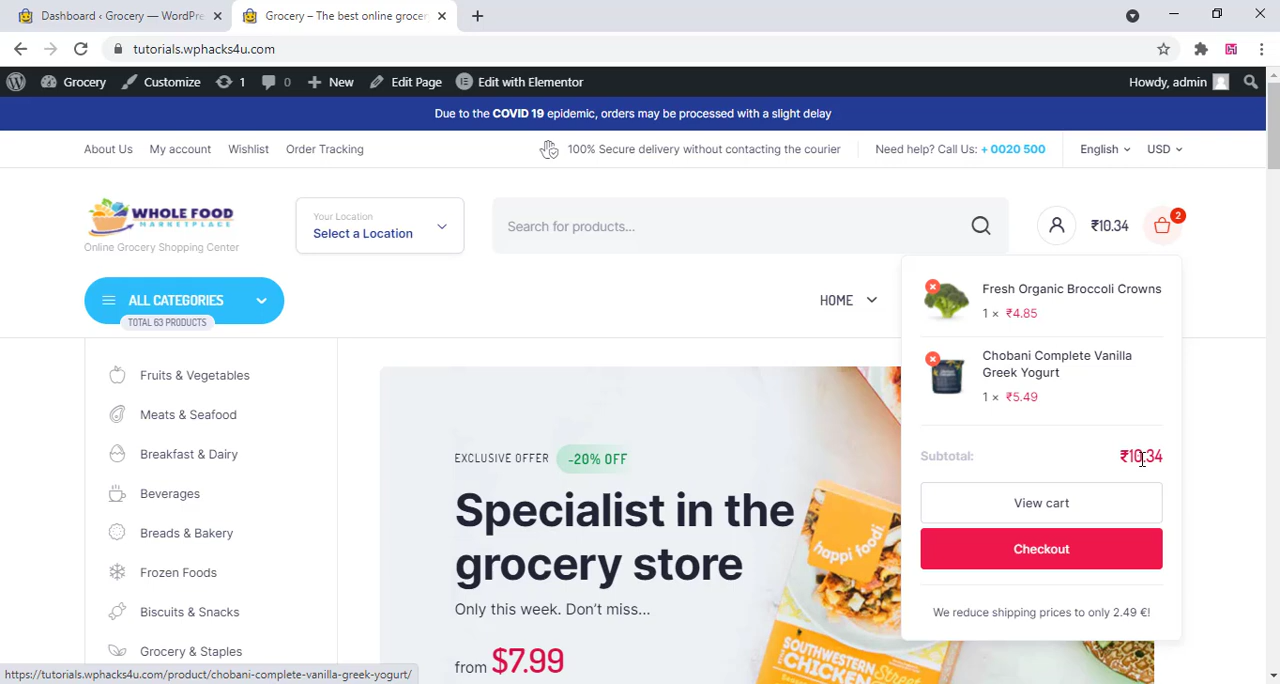 Dashboard ‹ Grocery — WordPre
Grocery – The best online grocer
tutorials.wphacks4u.com
Grocery
Customize
1
0
New
Edit Page
Edit with Elementor
Howdy, admin
Due to the COVID 19 epidemic, orders may be processed with a slight delay
About Us
My account
Wishlist
Order Tracking
100% Secure delivery without contacting the courier
Need help? Call Us: + 0020 500
English
USD
WHOLE FOOD
MARKETPLACE
Online Grocery Shopping Center
Your Location
Select a Location
Search for products...
₹10.34
2
ALL CATEGORIES
TOTAL 63 PRODUCTS
HOME
Fresh Organic Broccoli Crowns
1 × ₹4.85
Chobani Complete Vanilla
Greek Yogurt
1 × ₹5.49
Subtotal:
₹10.34
View cart
Checkout
We reduce shipping prices to only 2.49 €!
Fruits & Vegetables
Meats & Seafood
Breakfast & Dairy
Beverages
Breads & Bakery
Frozen Foods
Biscuits & Snacks
Grocery & Staples
EXCLUSIVE OFFER
-20% OFF
Specialist in the
grocery store
Only this week. Don’t miss...
from $7.99
happi foodi
SOUTHWESTERN STYLE
CHICKEN
https://tutorials.wphacks4u.com/product/chobani-complete-vanilla-greek-yogurt/